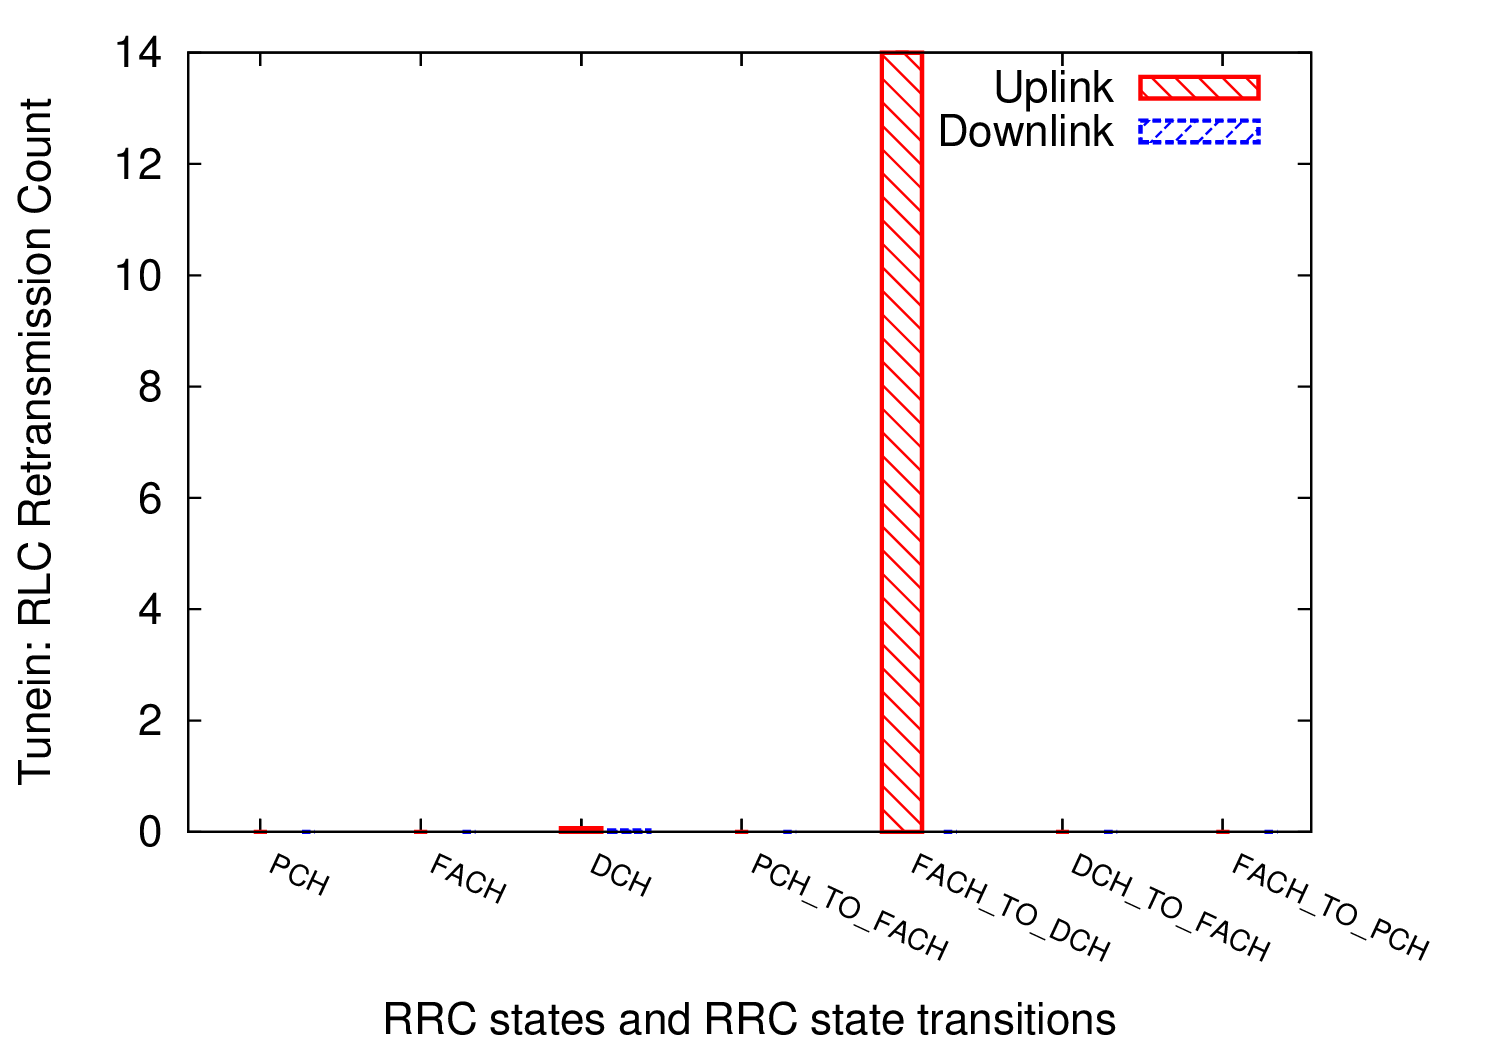 Tunein: RLC Retransmission Count
14
12
10
8
6
4
2
0
Uplink
Downlink
PCH
FACH
DCH
PCH_TO_FACH
FACH_TO_DCH
DCH_TO_FACH
FACH_TO_PCH
RRC states and RRC state transitions